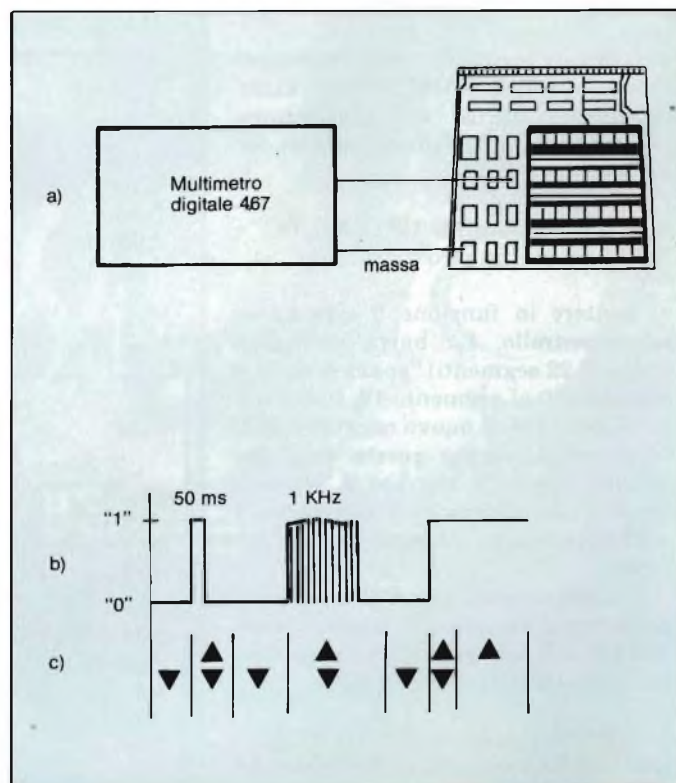 a)
Multimetro
digitale 467
massa
50 ms
1 KHz
"1"
b)
"0"
c)